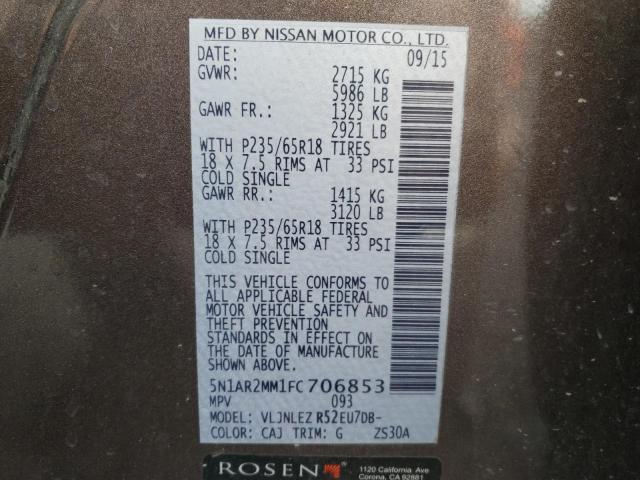 MFD BY NISSAN MOTOR CO., LTD.
DATE: 09/15
GVWR: 2715 KG
5986 LB
GAWR FR.: 1325 KG
2921 LB
WITH P235/65R18 TIRES
18 X 7.5 RIMS AT 33 PSI
COLD SINGLE
GAWR RR.: 1415 KG
3120 LB
WITH P235/65R18 TIRES
18 X 7.5 RIMS AT 33 PSI
COLD SINGLE
THIS VEHICLE CONFORMS TO
ALL APPLICABLE FEDERAL
MOTOR VEHICLE SAFETY AND
THEFT PREVENTION
STANDARDS IN EFFECT ON
THE DATE OF MANUFACTURE
SHOWN ABOVE.
5N1AR2MM1FC706853
MPV 093
MODEL: VLJNLEZ R52EU7DB-
COLOR: CAJ TRIM: G ZS30A
ROSEN 1120 California Ave
Corona, CA 92881